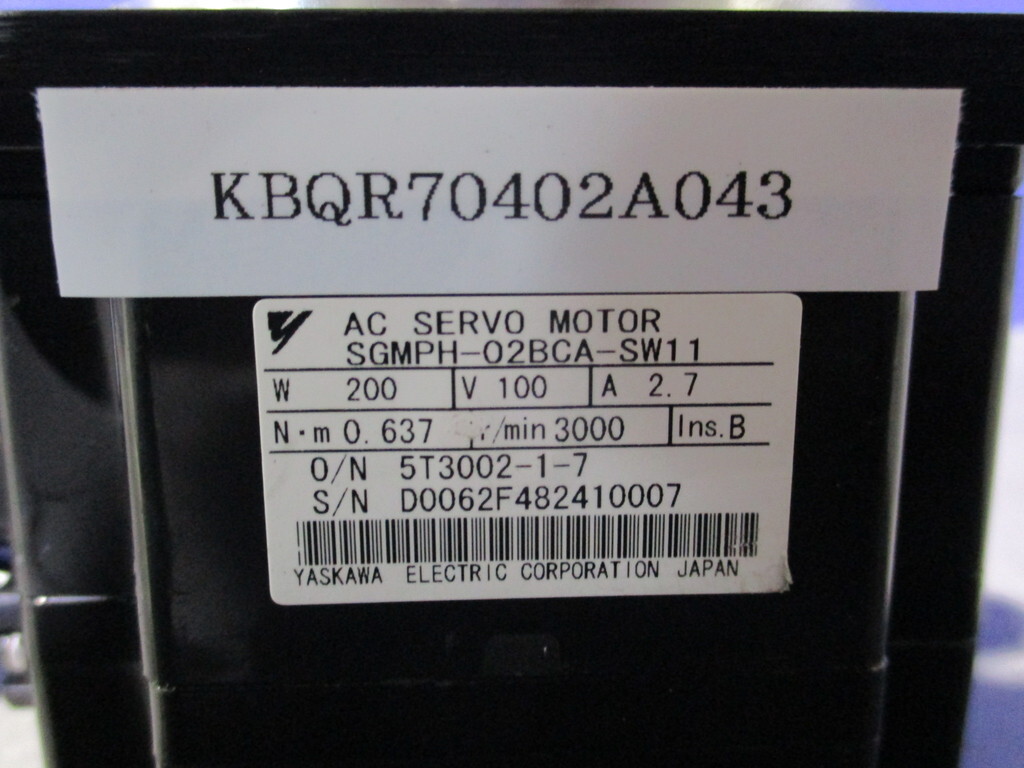 KBQR70402A043
AC SERVO MOTOR
SGMPH-02BCA-SW11
W 200 V 100 A 2.7
N·m 0.637 r/min 3000 Ins. B
O/N 5T3002-1-7
S/N D0062F482410007
YASKAWA ELECTRIC CORPORATION JAPAN